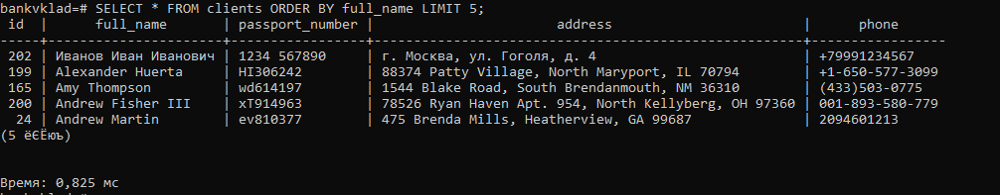 bankvklad=# SELECT * FROM clients ORDER BY full_name LIMIT 5;
id | full_name | passport_number | address | phone
-----+----------------------+-----------------+-------------------------------------------------------+-----------------
202 | Иванов Иван Иванович | 1234 567890 | г. Москва, ул. Гоголя, д. 4 | +79991234567
199 | Alexander Huerta | HI306242 | 88374 Patty Village, North Maryport, IL 70794 | +1-650-577-3099
165 | Amy Thompson | wd614197 | 1544 Blake Road, South Brendanmouth, NM 36310 | (433)503-0775
200 | Andrew Fisher III | xT914963 | 78526 Ryan Haven Apt. 954, North Kellyberg, OH 97360 | 001-893-580-779
24 | Andrew Martin | ev810377 | 475 Brenda Mills, Heatherview, GA 99687 | 2094601213
(5 ёЄЁюъ)
Время: 0,825 мс